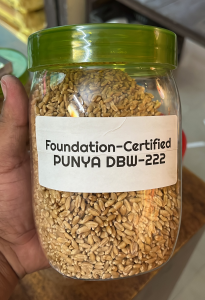 Foundation-Certified
PUNYA DBW-222